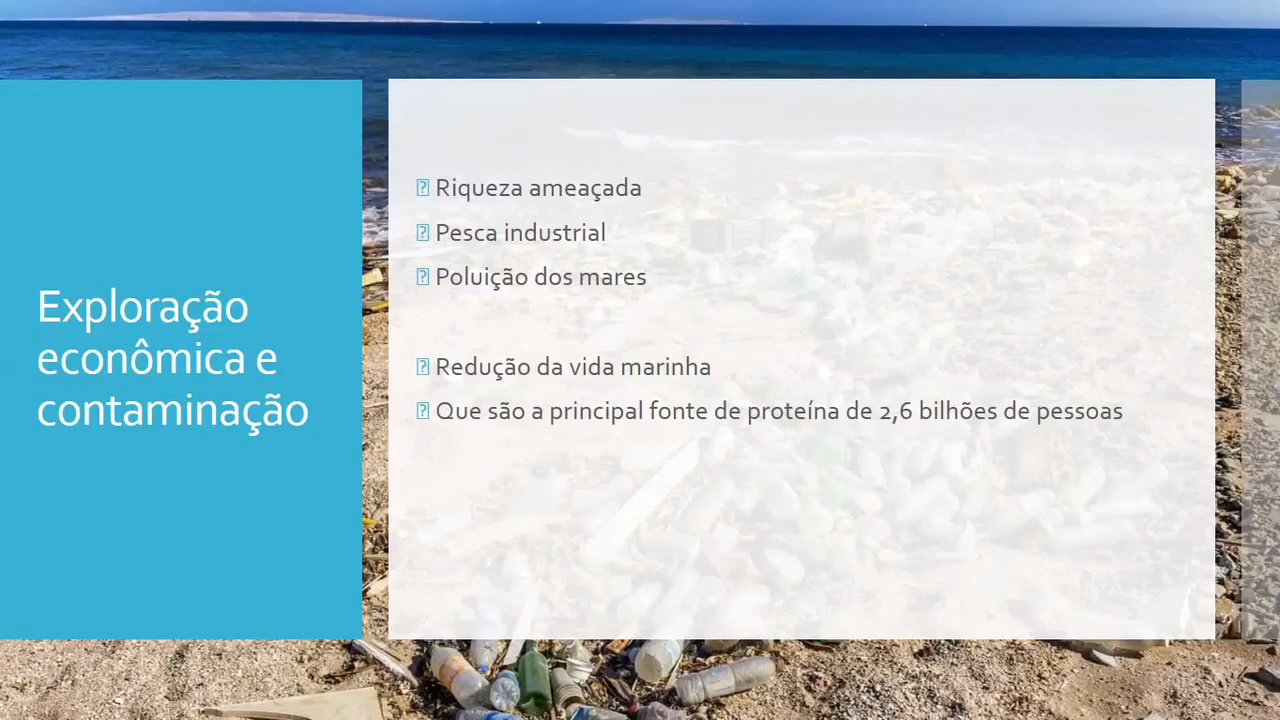 Exploração
econômica e
contaminação
Riqueza ameaçada
Pesca industrial
Poluição dos mares
Redução da vida marinha
Que são a principal fonte de proteína de 2,6 bilhões de pessoas